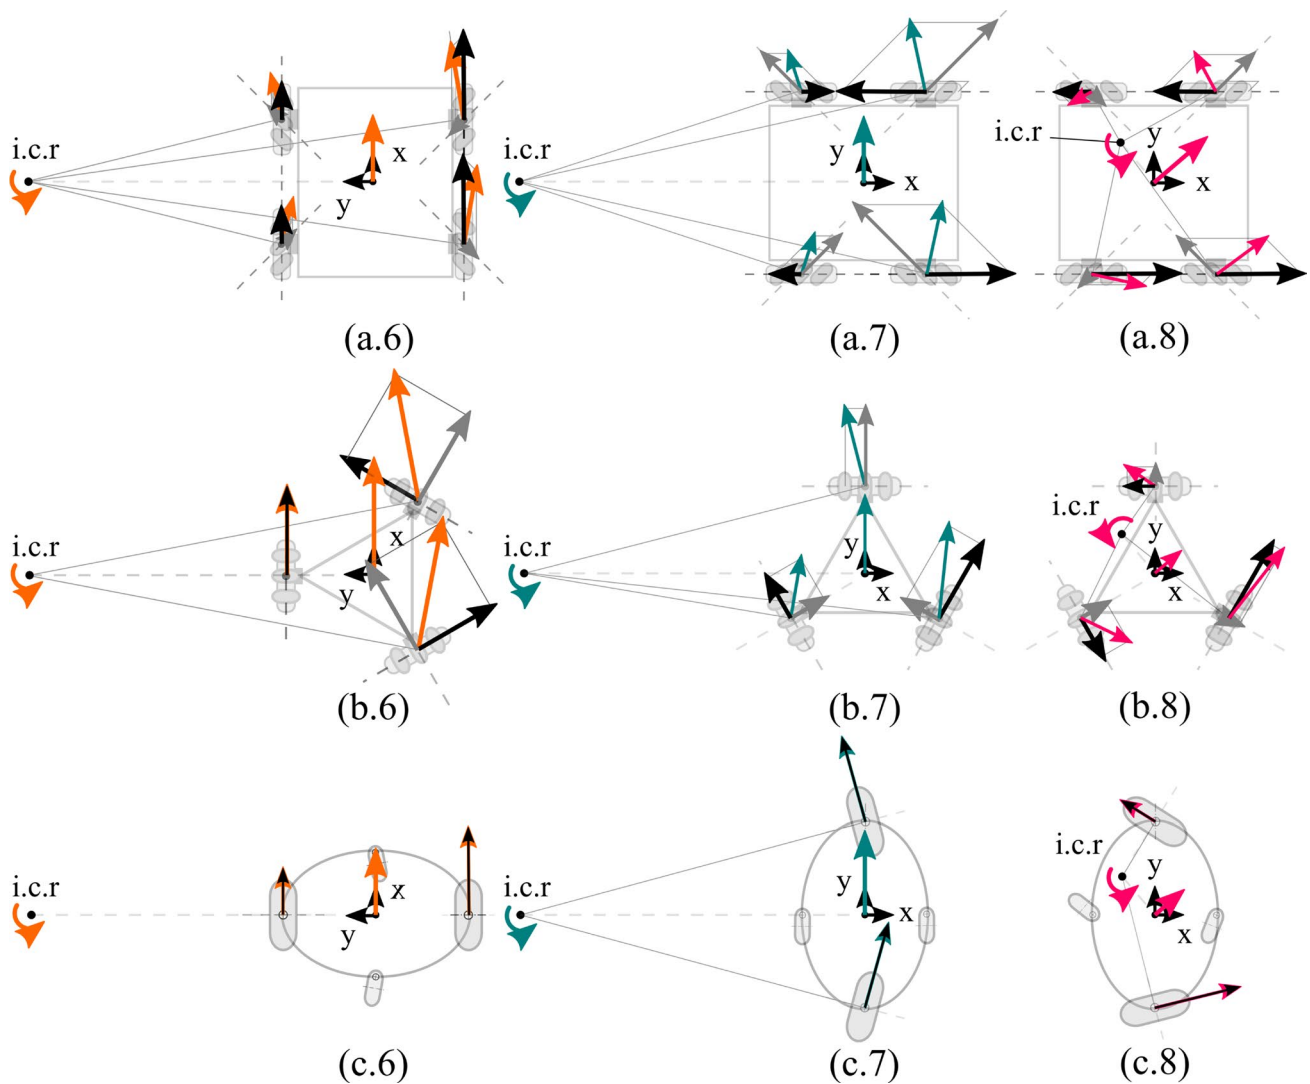 i.c.r
x
y
(a.6)
i.c.r
y
x
(a.7)
i.c.r
y
x
(a.8)
i.c.r
x
y
(b.6)
i.c.r
y
x
(b.7)
i.c.r
y
x
(b.8)
i.c.r
x
y
(c.6)
i.c.r
y
x
(c.7)
i.c.r
y
x
(c.8)